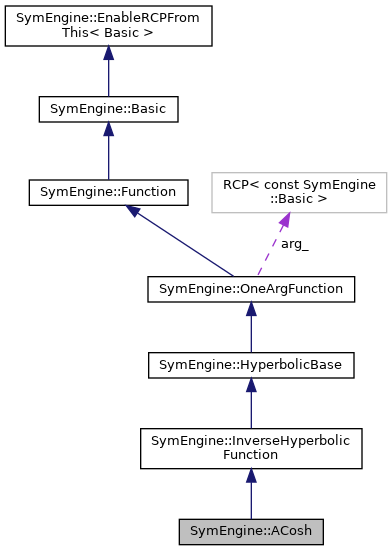 SymEngine::EnableRCPFrom
This< Basic >
SymEngine::Basic
SymEngine::Function
RCP< const SymEngine
::Basic >
arg_
SymEngine::OneArgFunction
SymEngine::HyperbolicBase
SymEngine::InverseHyperbolic
Function
SymEngine::ACosh